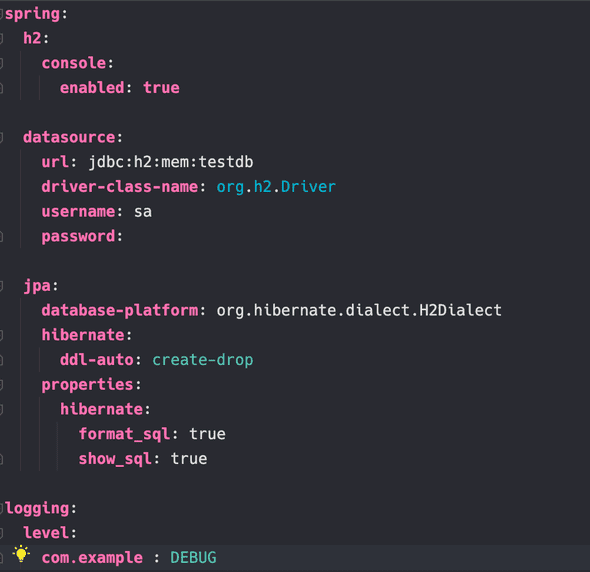 spring:
  h2:
    console:
      enabled: true
  datasource:
    url: jdbc:h2:mem:testdb
    driver-class-name: org.h2.Driver
    username: sa
    password:
  jpa:
    database-platform: org.hibernate.dialect.H2Dialect
    hibernate:
      ddl-auto: create-drop
    properties:
      hibernate:
        format_sql: true
        show_sql: true
logging:
  level:
    com.example : DEBUG